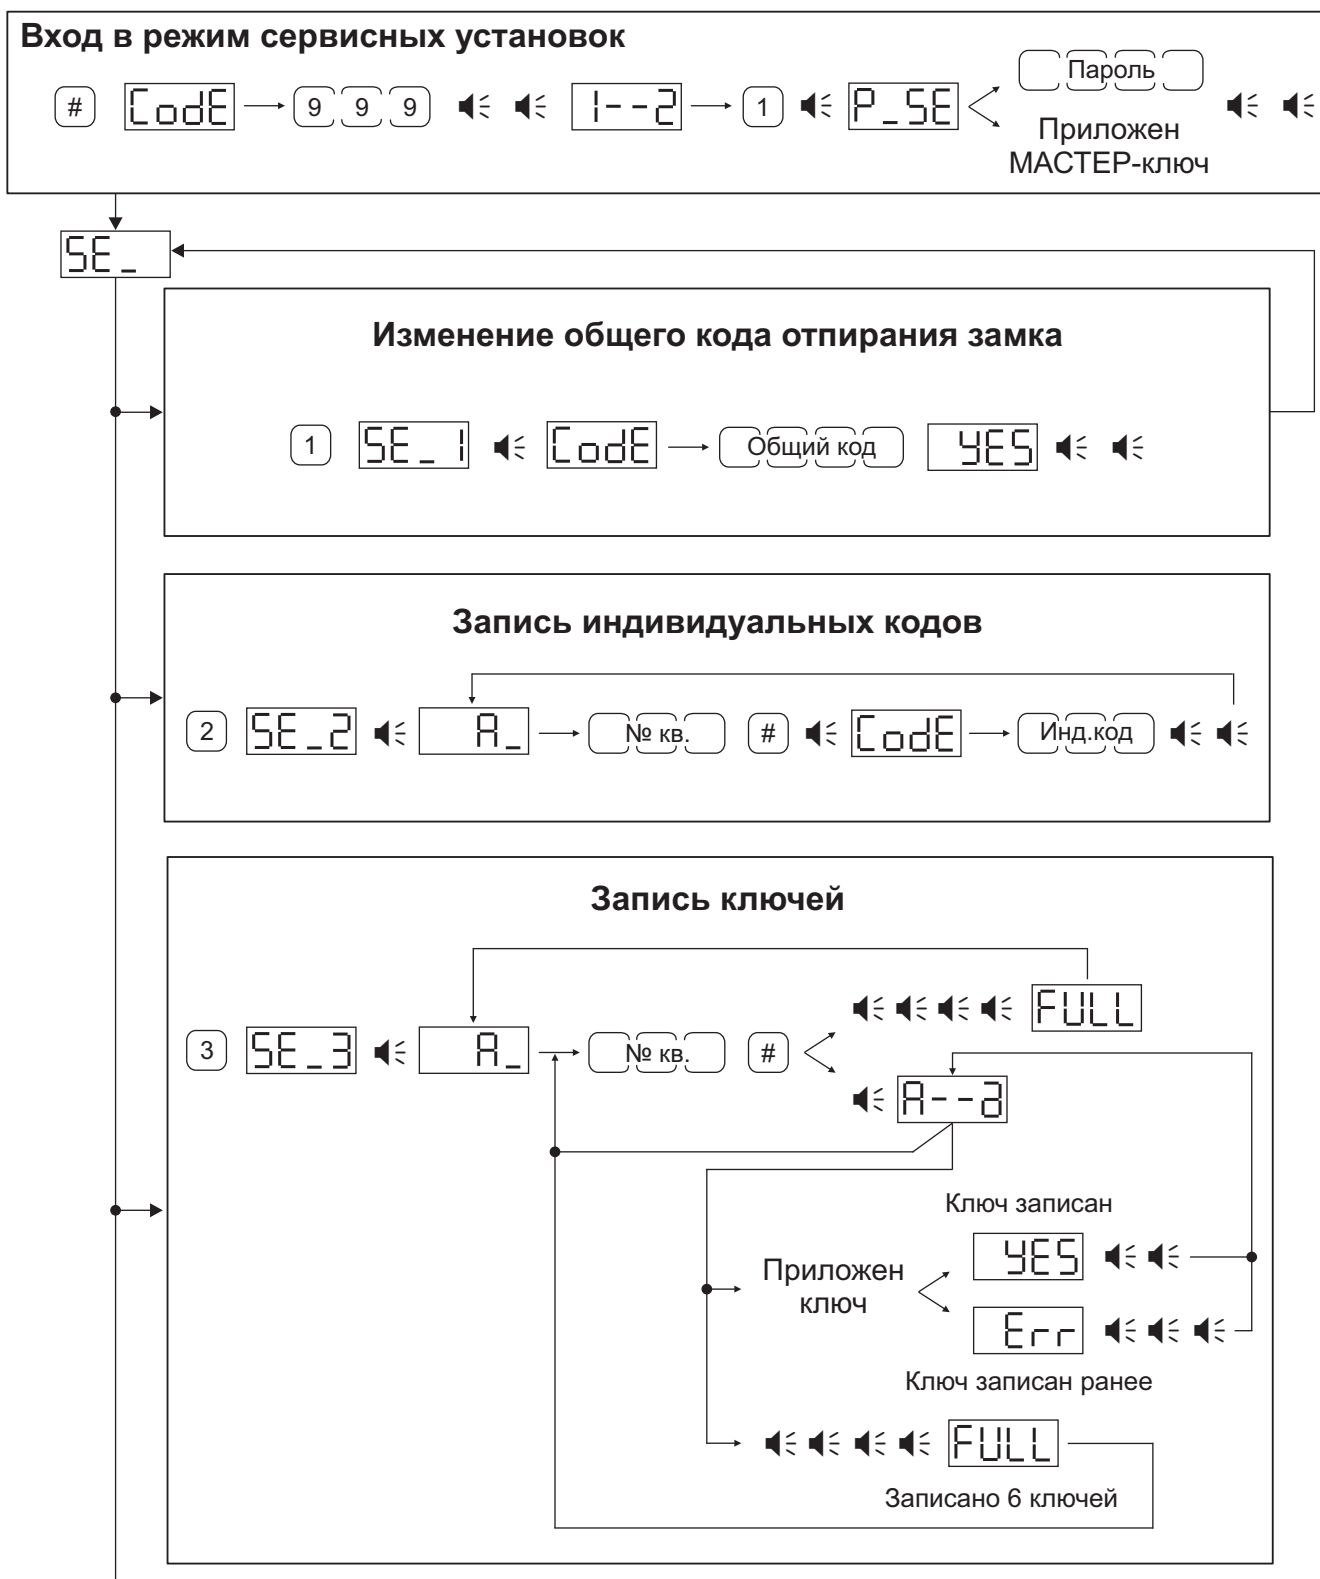 Вход в режим сервисных установок
# CodE 9 9 9 1--2 1 P_SE Пароль
Приложен
МАСТЕР-ключ
SE_
Изменение общего кода отпирания замка
1 SE_1 CodE Общий код YES
Запись индивидуальных кодов
2 SE_2 A_ № кв. # CodE Инд.код
Запись ключей
FULL
3 SE_3 A_ № кв. #
A--d
Ключ записан
YES
Приложен
ключ
Err
Ключ записан ранее
FULL
Записано 6 ключей